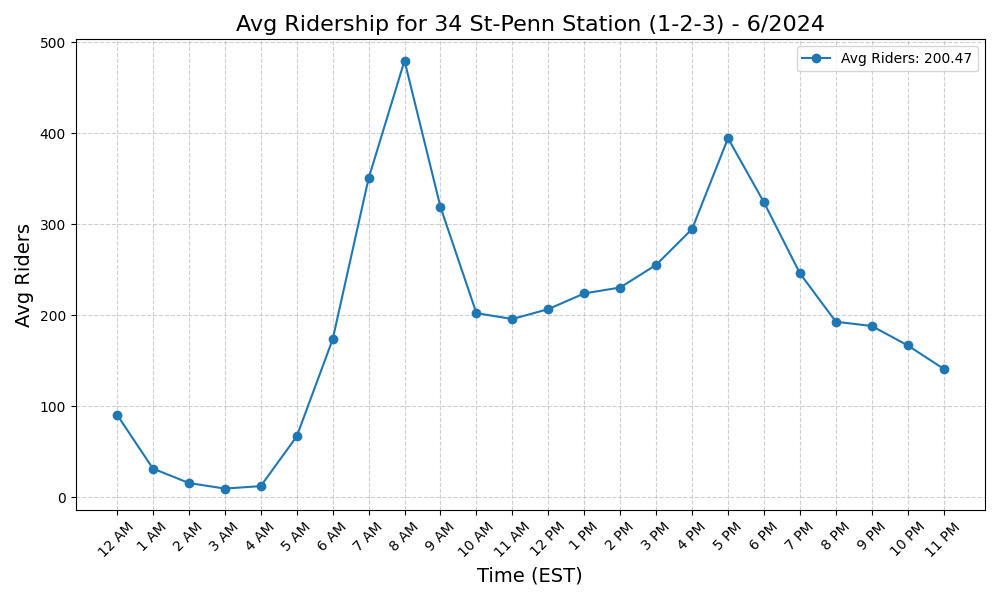 Avg Ridership for 34 St-Penn Station (1-2-3) - 6/2024
Avg Riders: 200.47
500
400
300
200
100
0
Avg Riders
12 AM
1 AM
2 AM
3 AM
4 AM
5 AM
6 AM
7 AM
8 AM
9 AM
10 AM
11 AM
12 PM
1 PM
2 PM
3 PM
4 PM
5 PM
6 PM
7 PM
8 PM
9 PM
10 PM
11 PM
Time (EST)